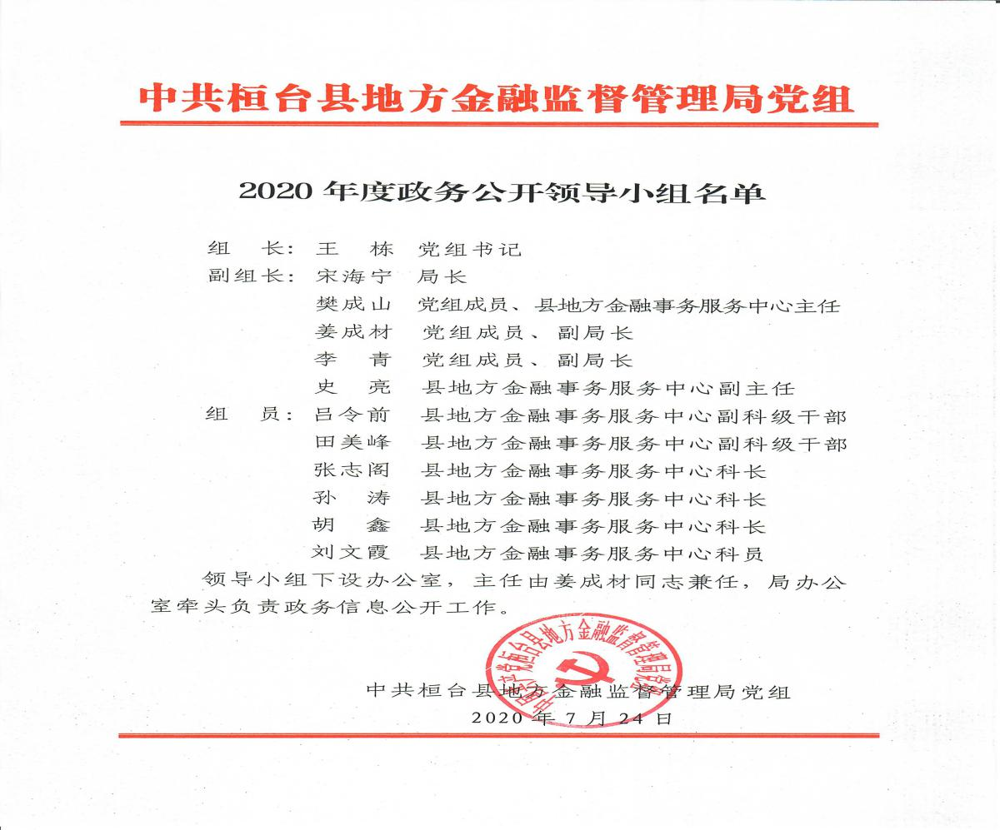 中共桓台县地方金融监督管理局党组
2020 年度政务公开领导小组名单
组 长：王 栋 党组书记
副组长：宋海宁 局长
樊成山 党组成员、县地方金融事务服务中心主任
姜成材 党组成员、副局长
李 青 党组成员、副局长
史 亮 县地方金融事务服务中心副主任
组 员：吕令前 县地方金融事务服务中心副科级干部
田美峰 县地方金融事务服务中心副科级干部
张志阁 县地方金融事务服务中心科长
孙 涛 县地方金融事务服务中心科长
胡 鑫 县地方金融事务服务中心科长
刘文霞 县地方金融事务服务中心科员
领导小组下设办公室，主任由姜成材同志兼任，局办公
室牵头负责政务信息公开工作。
中国共产党桓台县地方金融监督管理局党组
中共桓台县地方金融监督管理局党组
2020 年 7 月 24 日